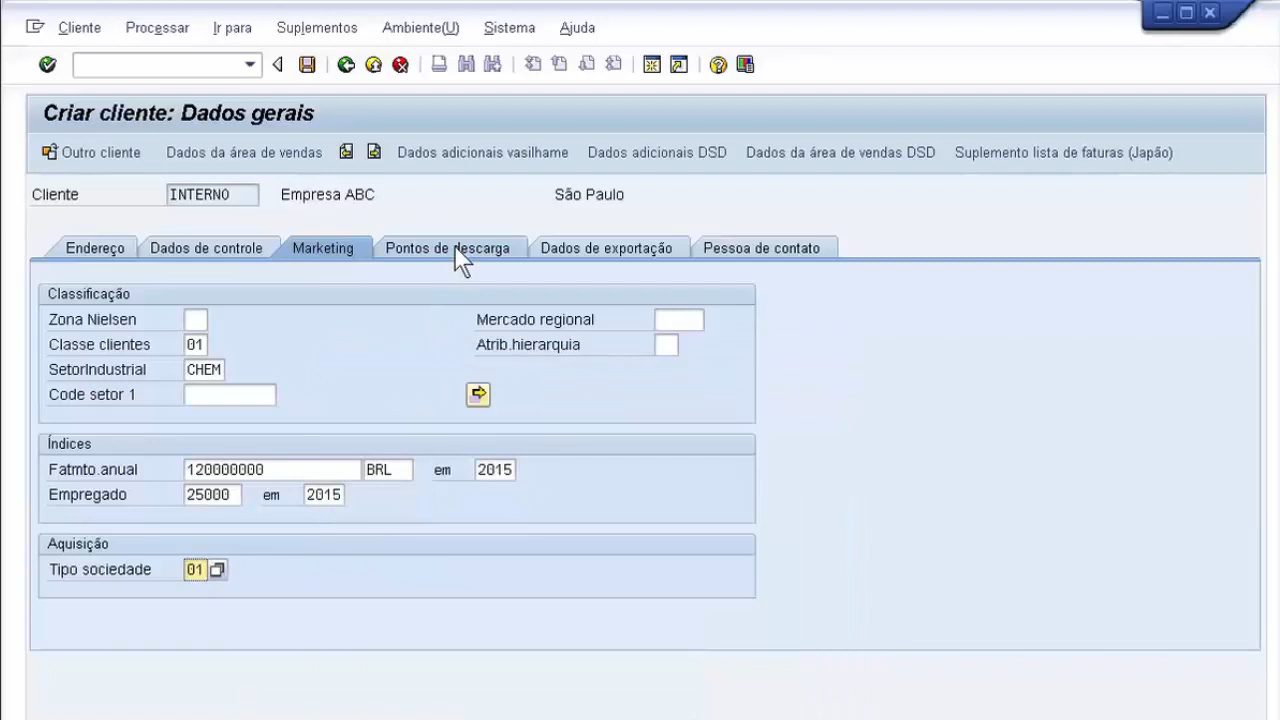 Cliente Processar Ir para Suplementos Ambiente(U) Sistema Ajuda
Criar cliente: Dados gerais
Outro cliente Dados da área de vendas Dados adicionais vasilhame Dados adicionais DSD Dados da área de vendas DSD Suplemento lista de faturas (Japão)
Cliente INTERNO Empresa ABC São Paulo
Endereço Dados de controle Marketing Pontos de descarga Dados de exportação Pessoa de contato
Classificação
Zona Nielsen Mercado regional
Classe clientes 01 Atrib.hierarquia
SetorIndustrial CHEM
Code setor 1
Índices
Fatmto.anual 120000000 BRL em 2015
Empregado 25000 em 2015
Aquisição
Tipo sociedade 01